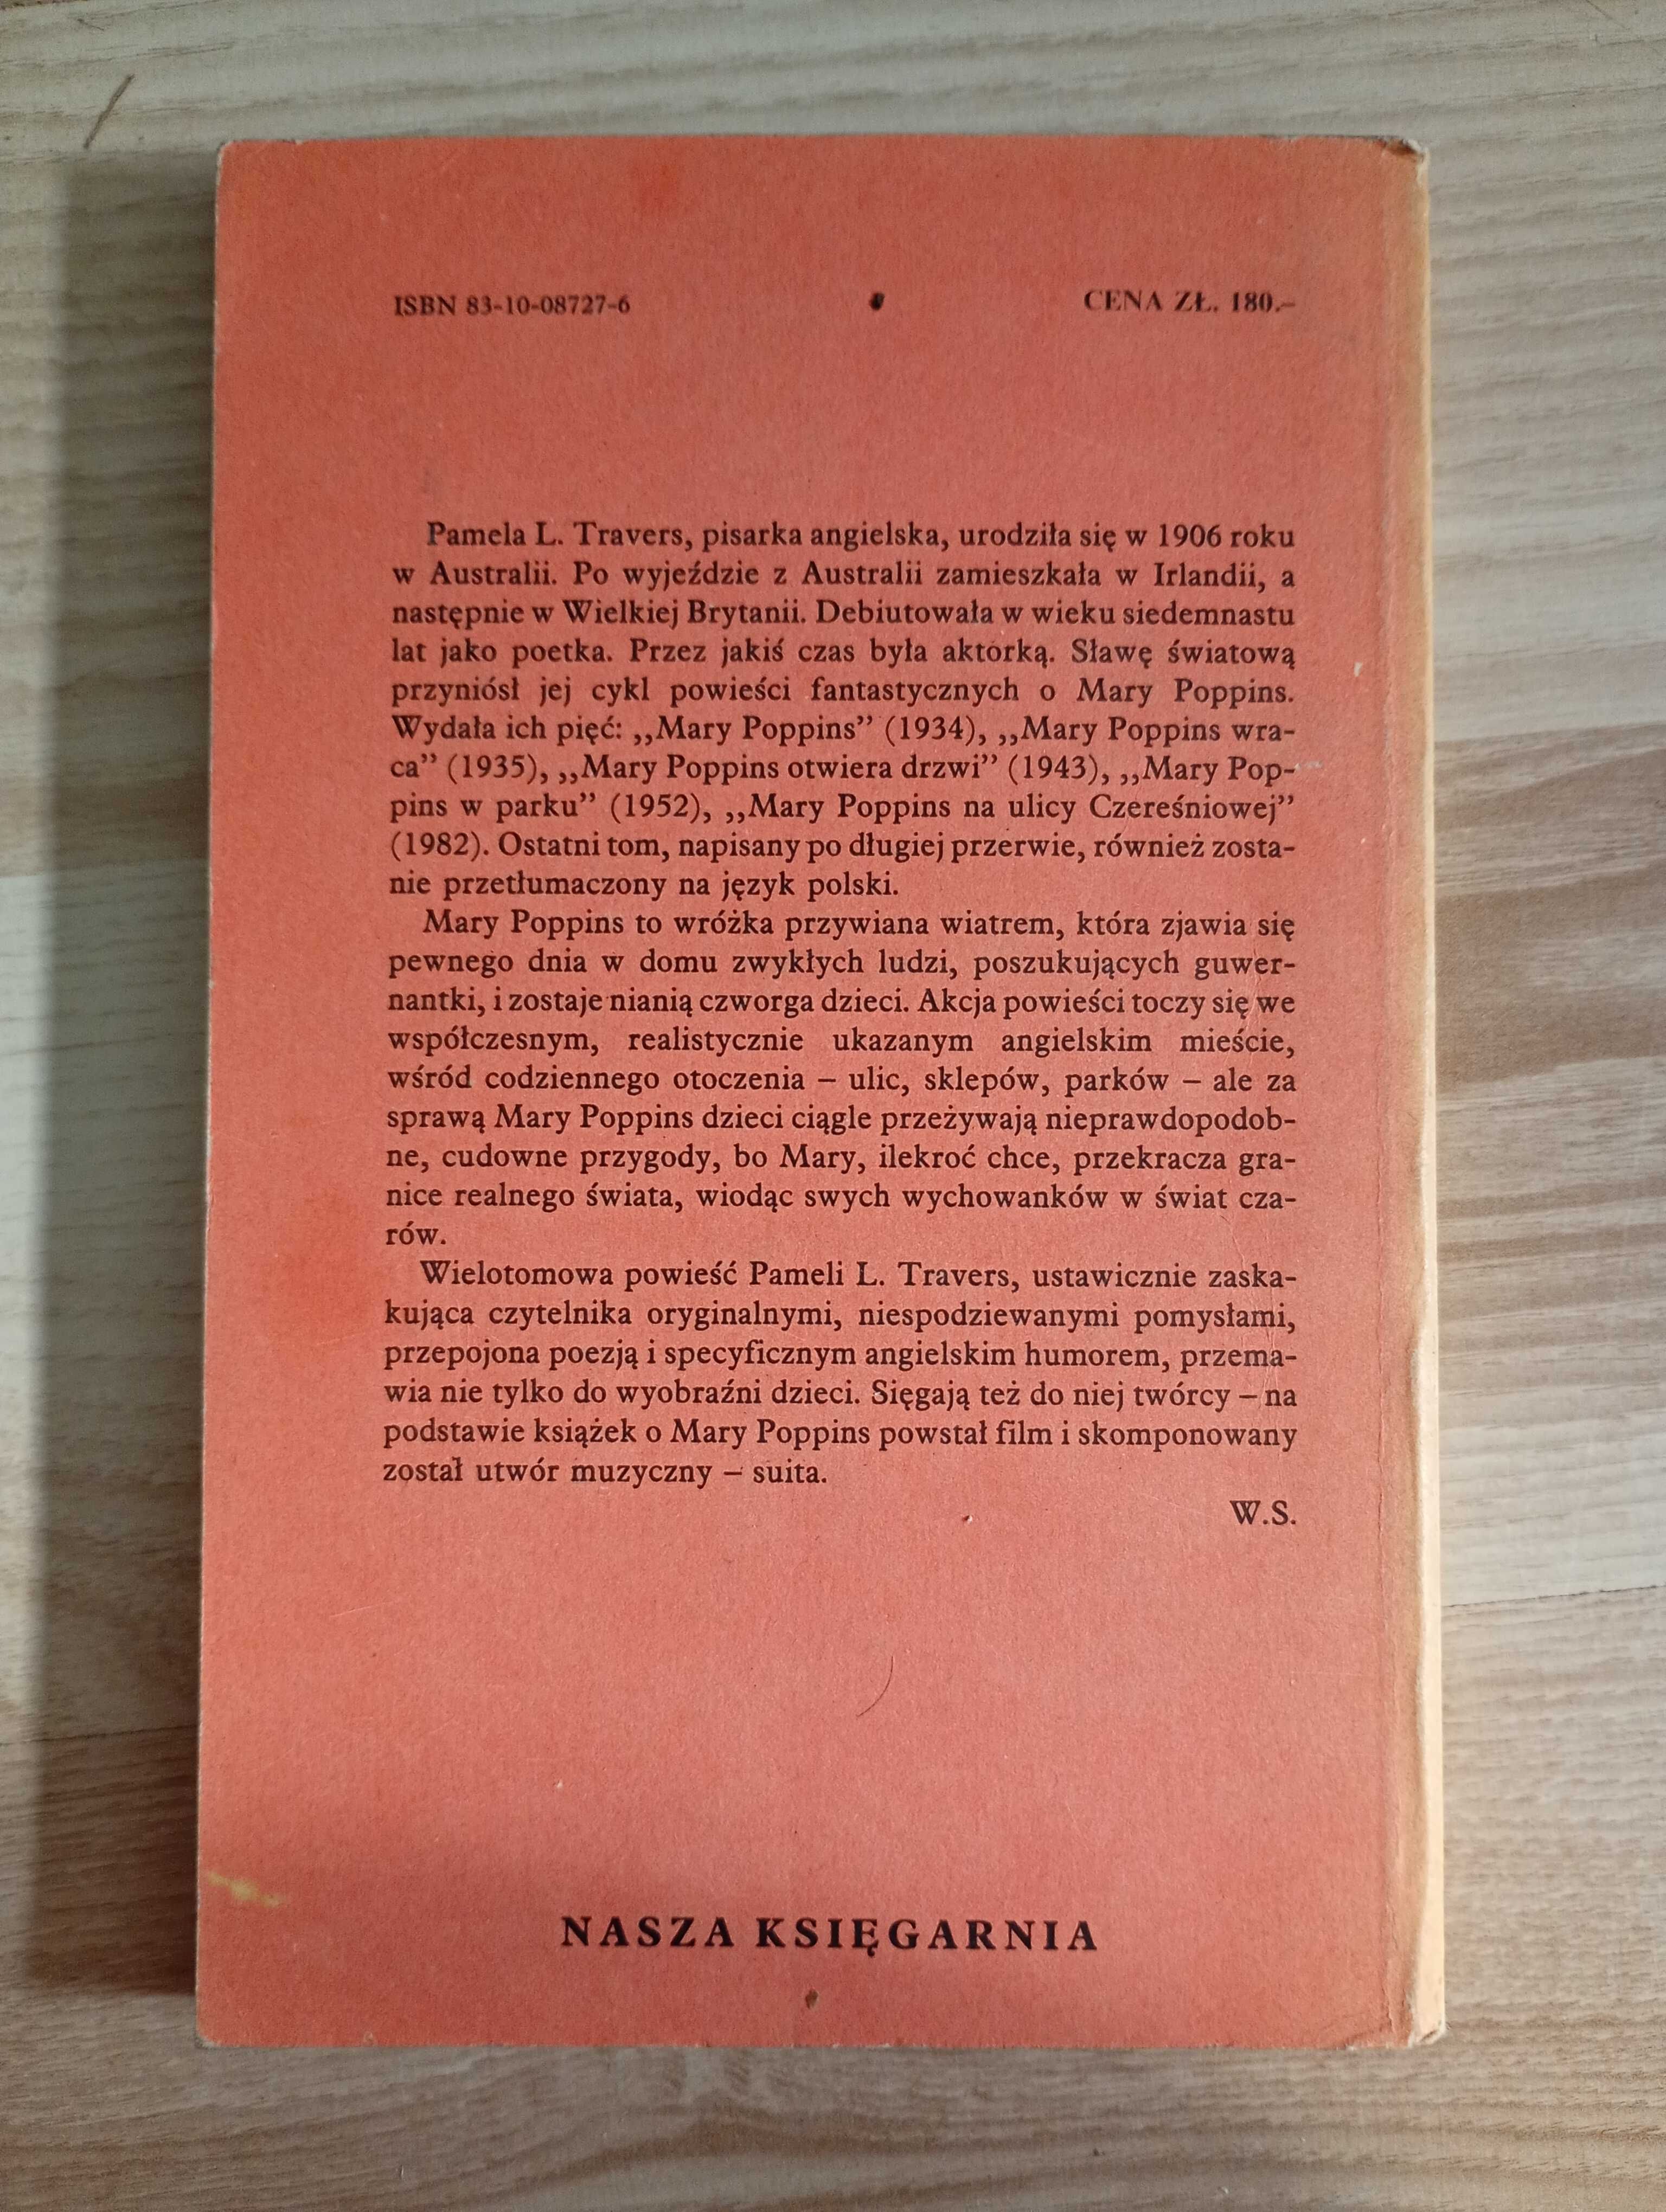 ISBN 83-10-08727-6 CENA ZŁ. 180.–
Pamela L. Travers, pisarka angielska, urodziła się w 1906 roku
w Australii. Po wyjeździe z Australii zamieszkała w Irlandii, a
następnie w Wielkiej Brytanii. Debiutowała w wieku siedemnastu
lat jako poetka. Przez jakiś czas była aktorką. Sławę światową
przyniósł jej cykl powieści fantastycznych o Mary Poppins.
Wydała ich pięć: ,,Mary Poppins” (1934), ,,Mary Poppins wra-
ca” (1935), ,,Mary Poppins otwiera drzwi” (1943), ,,Mary Pop-
pins w parku” (1952), ,,Mary Poppins na ulicy Czereśniowej”
(1982). Ostatni tom, napisany po długiej przerwie, również zosta-
nie przetłumaczony na język polski.
Mary Poppins to wróżka przywiana wiatrem, która zjawia się
pewnego dnia w domu zwykłych ludzi, poszukujących guwer-
nantki, i zostaje nianią czworga dzieci. Akcja powieści toczy się we
współczesnym, realistycznie ukazanym angielskim mieście,
wśród codziennego otoczenia – ulic, sklepów, parków – ale za
sprawą Mary Poppins dzieci ciągle przeżywają nieprawdopodob-
ne, cudowne przygody, bo Mary, ilekroć chce, przekracza gra-
nice realnego świata, wiodąc swych wychowanków w świat cza-
rów.
Wielotomowa powieść Pameli L. Travers, ustawicznie zaska-
kująca czytelnika oryginalnymi, niespodziewanymi pomysłami,
przepojona poezją i specyficznym angielskim humorem, przema-
wia nie tylko do wyobraźni dzieci. Sięgają też do niej twórcy – na
podstawie książek o Mary Poppins powstał film i skomponowany
został utwór muzyczny – suita.
W.S.
NASZA KSIĘGARNIA